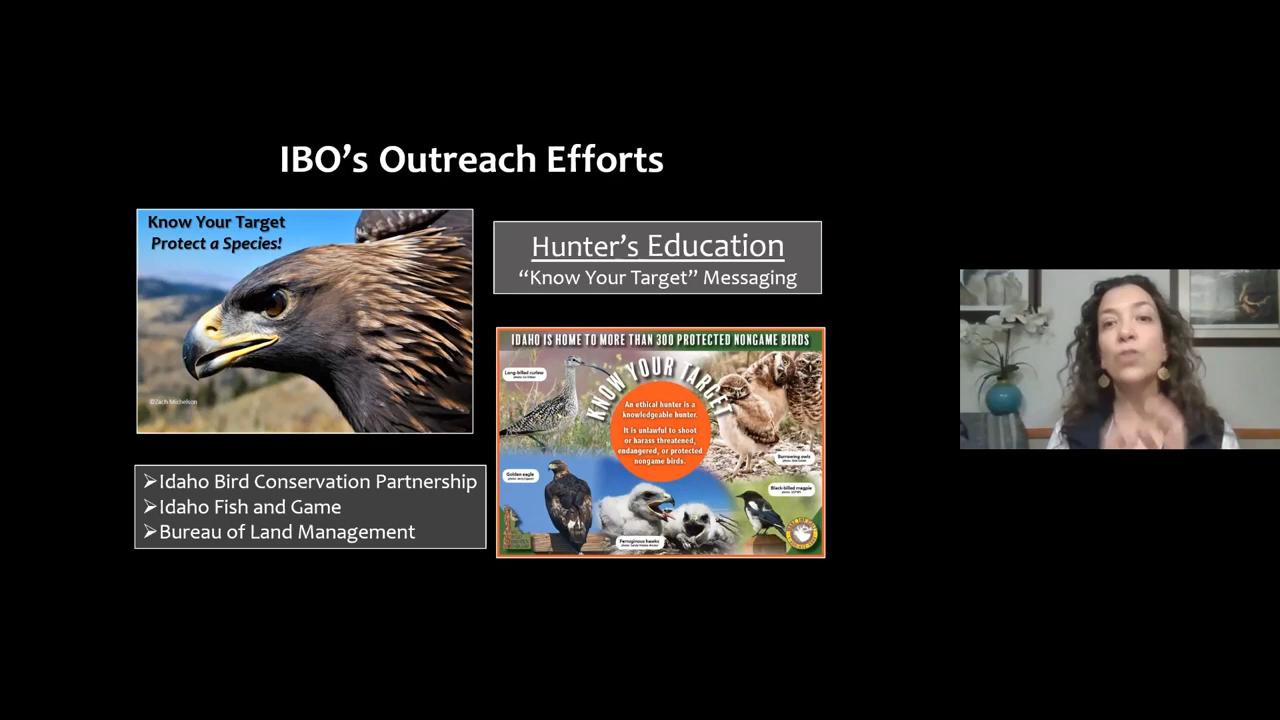 IBO’s Outreach Efforts
Know Your Target
Protect a Species!
©Zach Michelson
Hunter’s Education
“Know Your Target” Messaging
IDAHO IS HOME TO MORE THAN 300 PROTECTED NONGAME BIRDS
KNOW YOUR TARGET
Long-billed curlew
An ethical hunter is a
knowledgeable hunter.
It is unlawful to shoot
or harass threatened,
endangered, or protected
nongame birds.
Burrowing owls
Golden eagle
Black-billed magpie
Ferruginous hawks
⮚Idaho Bird Conservation Partnership
⮚Idaho Fish and Game
⮚Bureau of Land Management